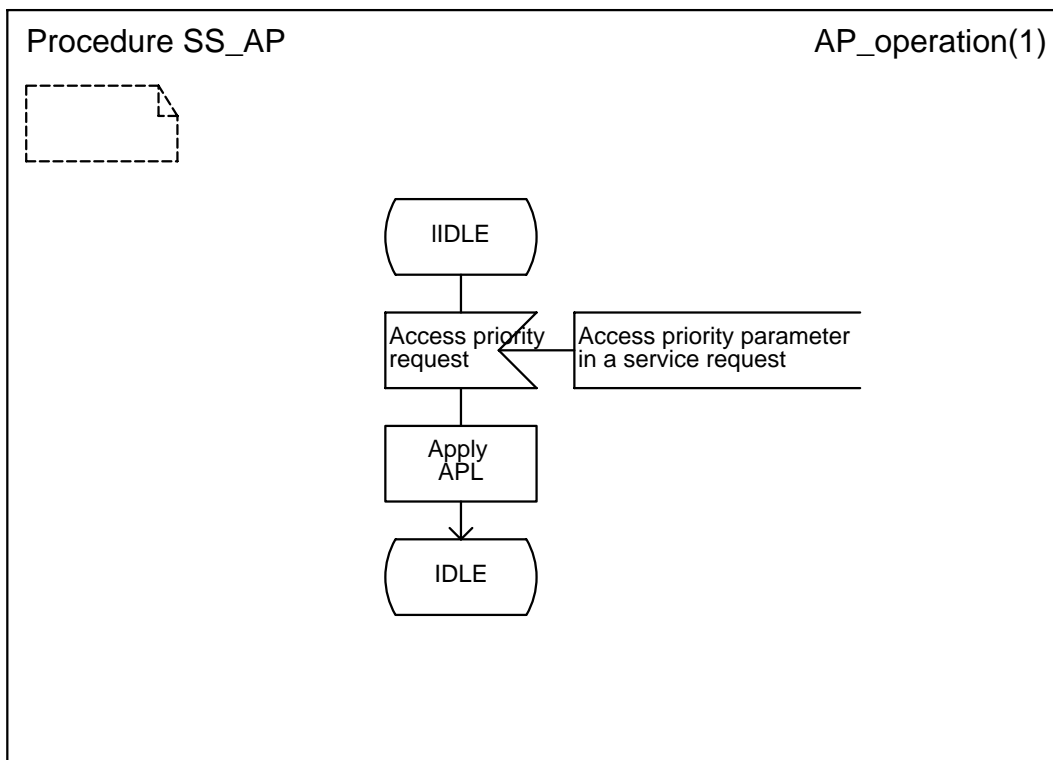 Procedure SS_AP
AP_operation(1)
IIDLE
Access priority
request
Access priority parameter
in a service request
Apply
APL
IDLE